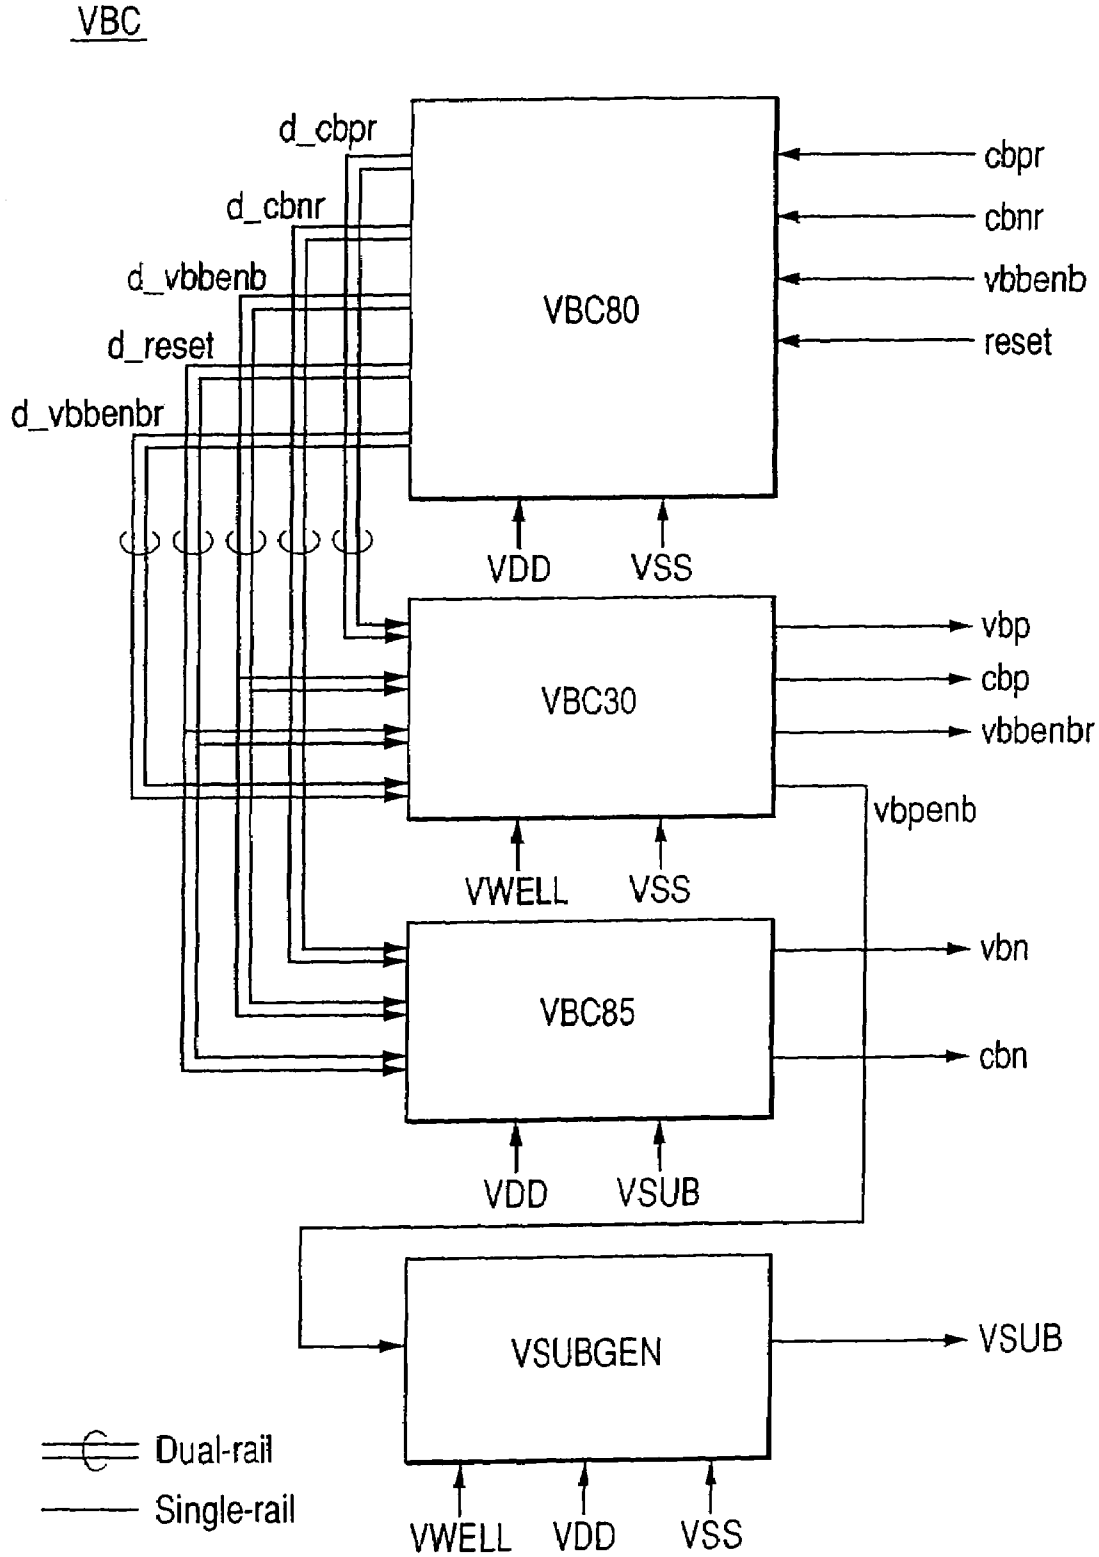 VBC
d_cbpr
cbpr
d_cbnr
cbnr
d_vbbenb
vbbenb
VBC80
d_reset
reset
d_vbbenbr
VDD
VSS
vbp
cbp
VBC30
vbbenbr
vbpenb
VWELL
VSS
vbn
VBC85
cbn
VDD
VSUB
VSUBGEN
VSUB
Dual-rail
Single-rail
VWELL
VDD
VSS